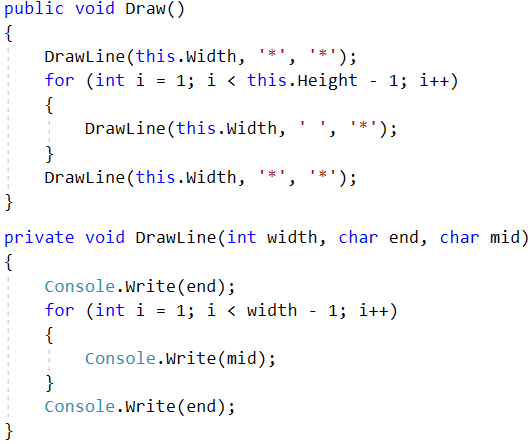 public void Draw()
{
    DrawLine(this.Width, '*', '*');
    for (int i = 1; i < this.Height - 1; i++)
    {
        DrawLine(this.Width, ' ', '*');
    }
    DrawLine(this.Width, '*', '*');
}
private void DrawLine(int width, char end, char mid)
{
    Console.Write(end);
    for (int i = 1; i < width - 1; i++)
    {
        Console.Write(mid);
    }
    Console.Write(end);
}